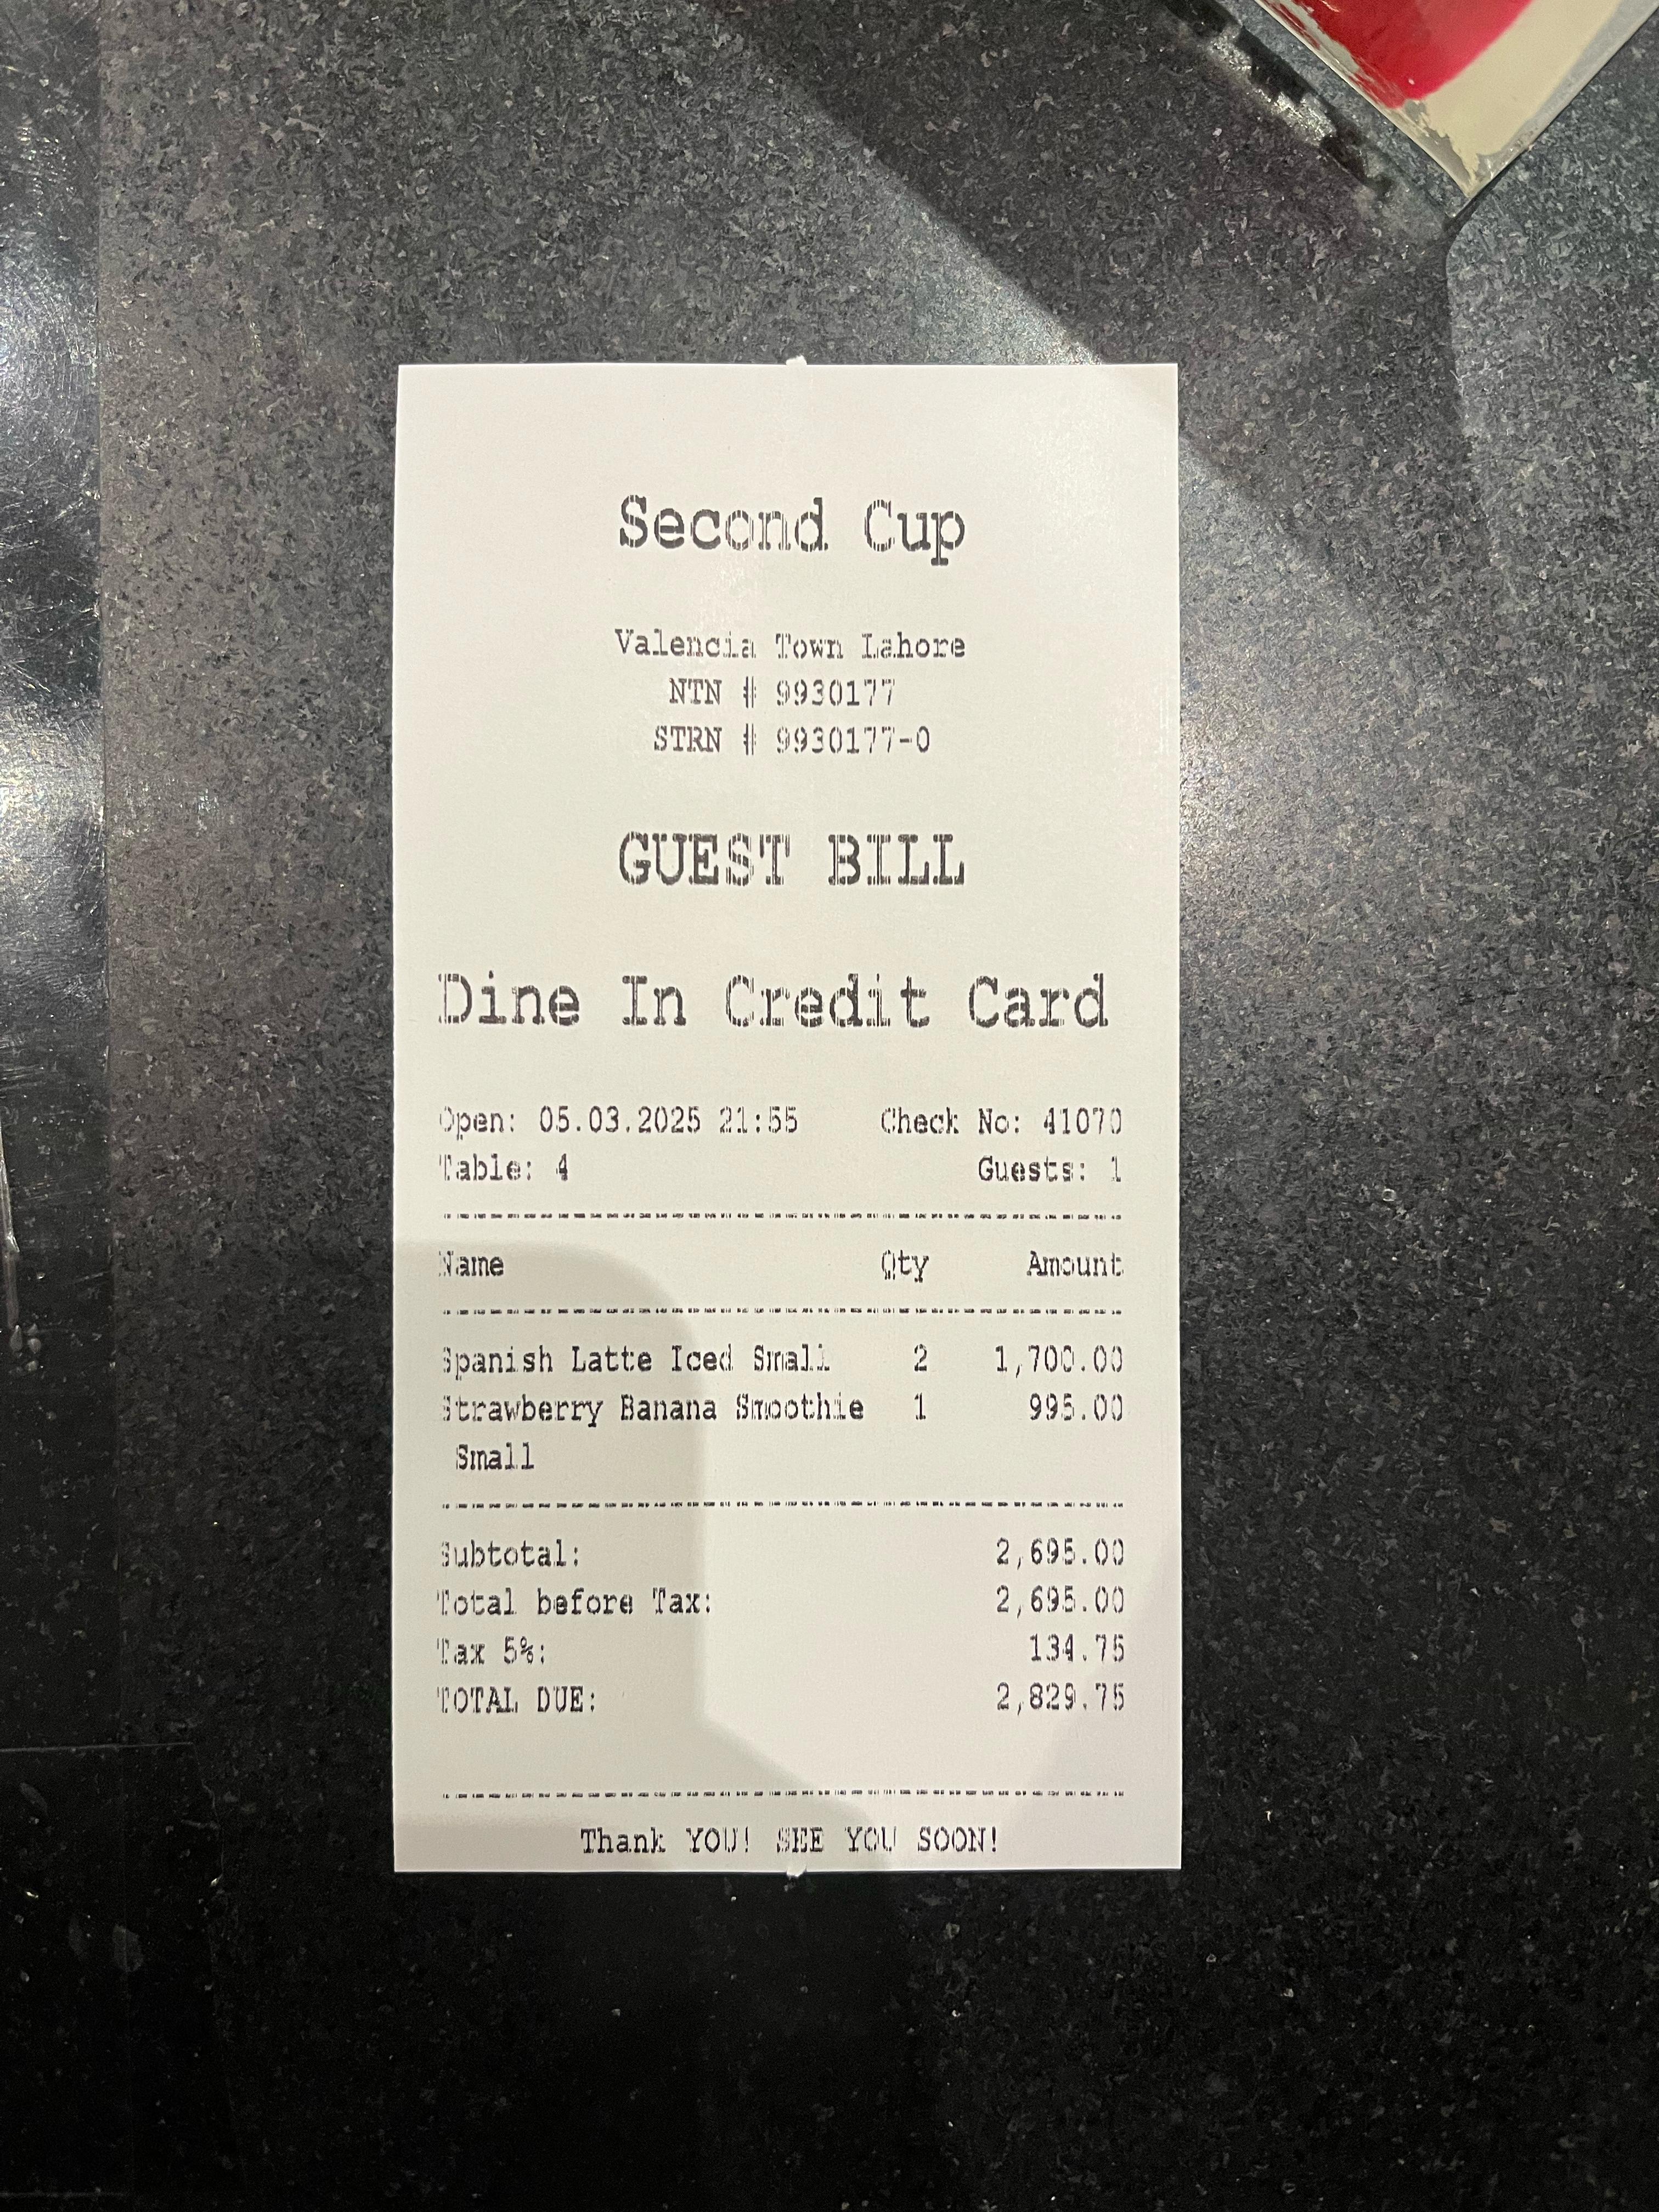 Second Cup
Valencia Town Lahore
NTN # 9930177
STRN # 9930177-0
GUEST BILL
Dine In Credit Card
Open: 05.03.2025 21:55 Check No: 41070
Table: 4 Guests: 1
Name Qty Amount
Spanish Latte Iced Small 2 1,700.00
Strawberry Banana Smoothie 1 995.00
Small
Subtotal: 2,695.00
Total before Tax: 2,695.00
Tax 5%: 134.75
TOTAL DUE: 2,829.75
Thank YOU! SEE YOU SOON!